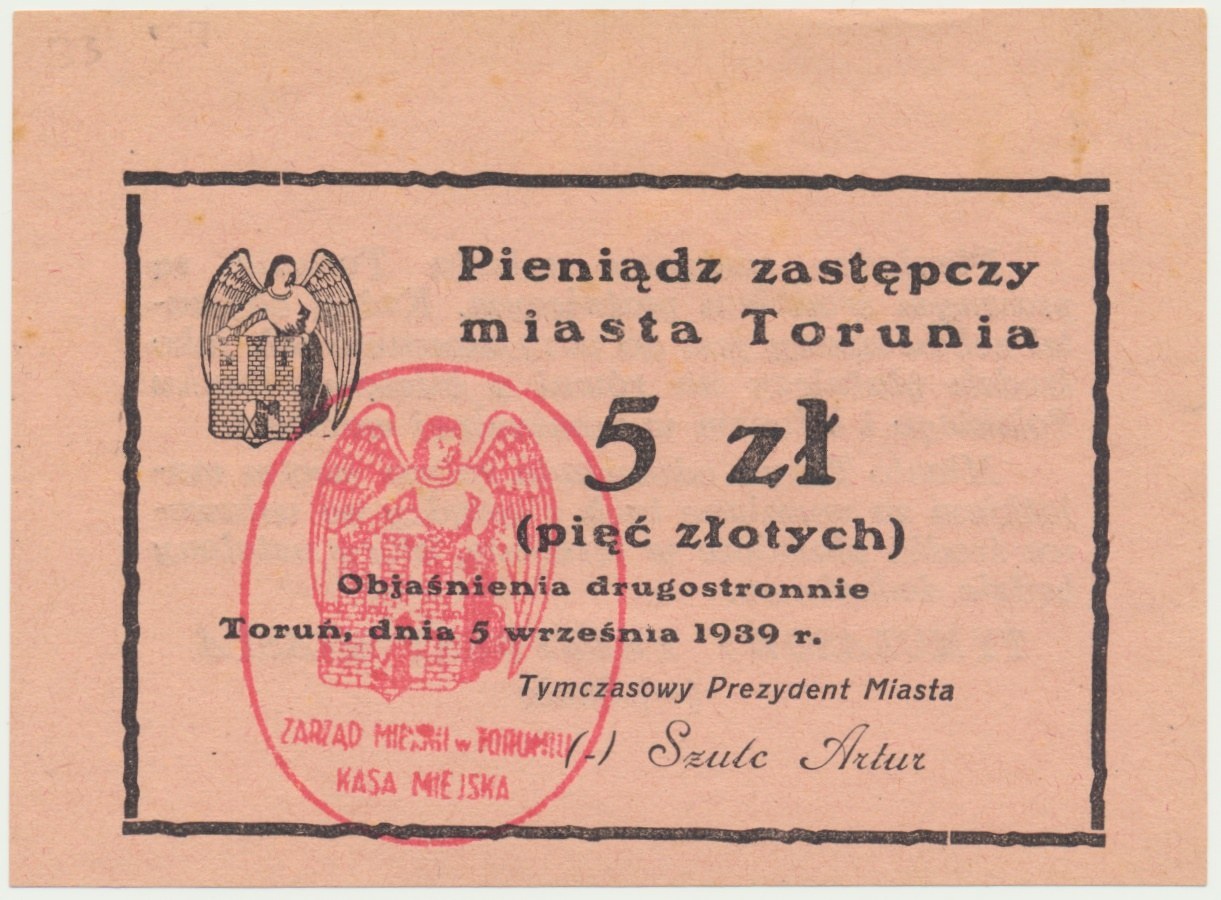 Pieniądz zastępczy
miasta Torunia
5 zł
(pięć złotych)
Objaśnienia drugostronnie
Toruń, dnia 5 września 1939 r.
Tymczasowy Prezydent Miasta
(-) Szulc Artur
ZARZĄD MIEJSKI w TORUNIU
KASA MIEJSKA